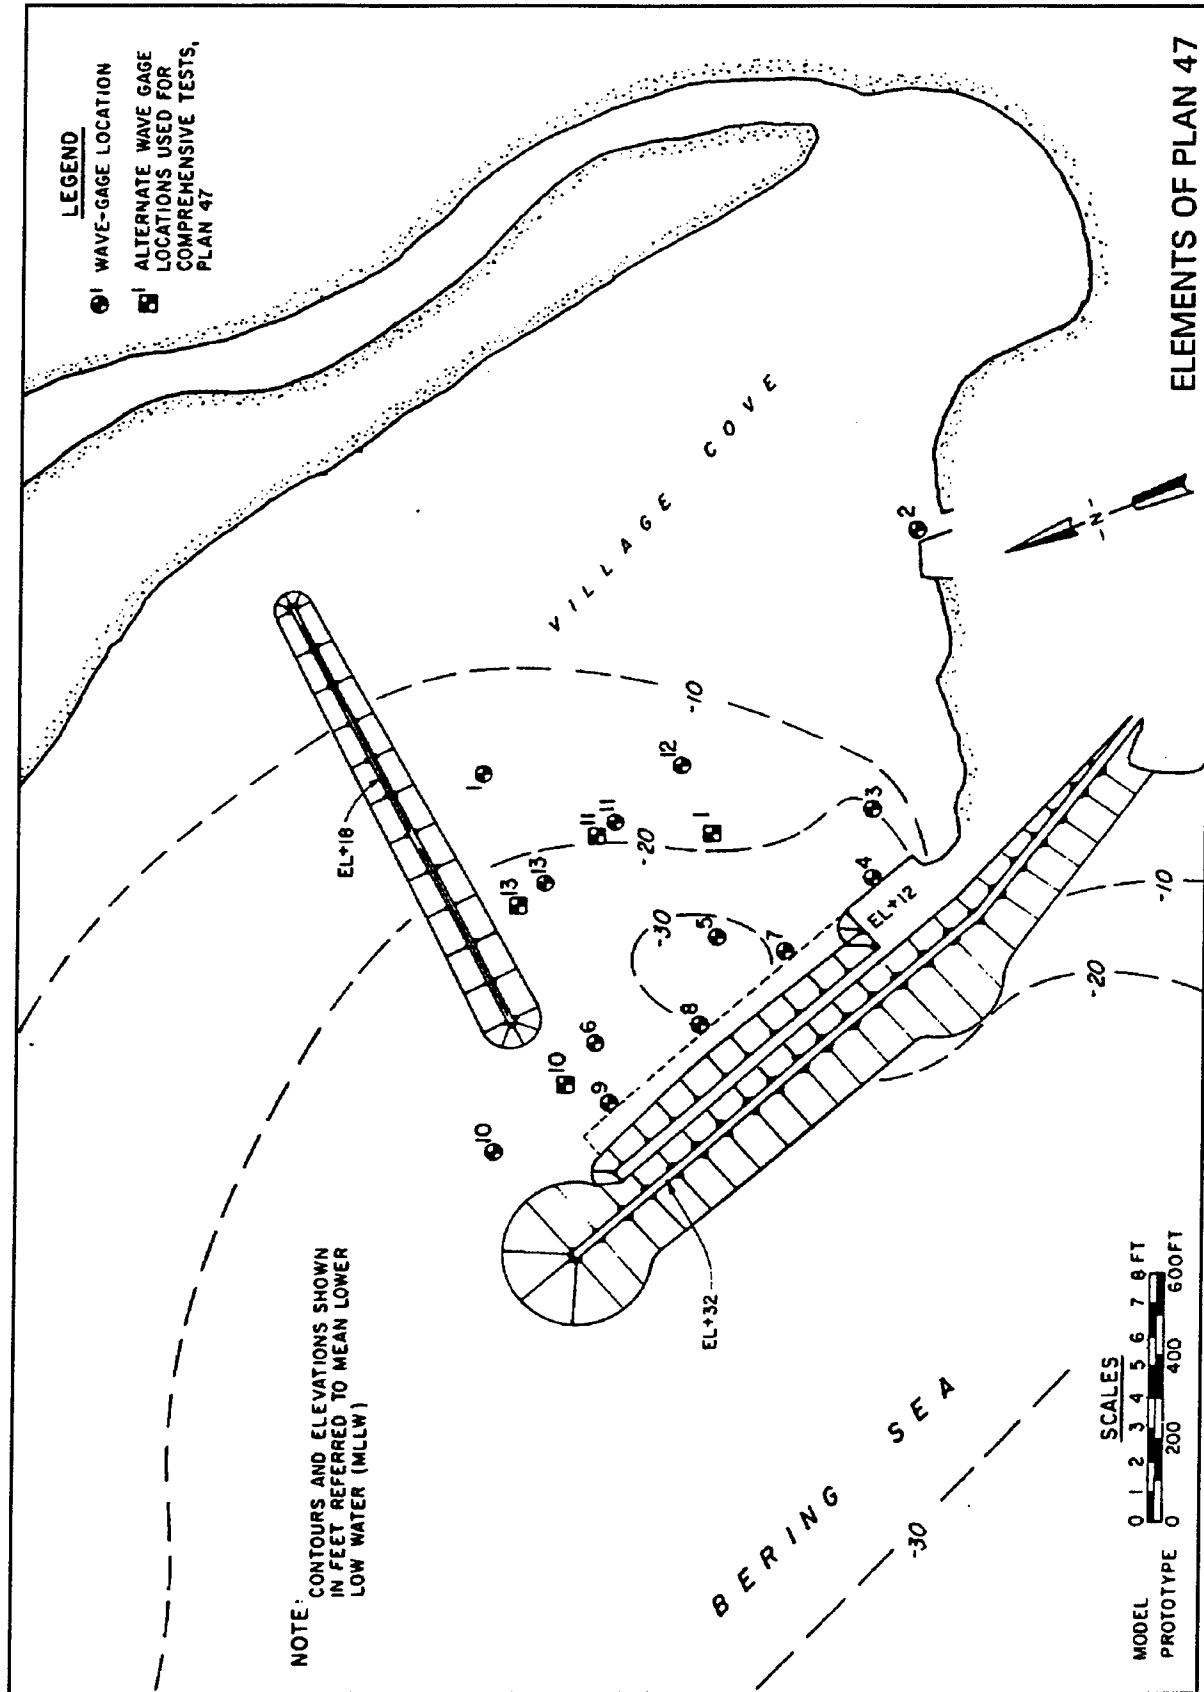 LEGEND
1 WAVE-GAGE LOCATION
1 ALTERNATE WAVE GAGE
LOCATIONS USED FOR
COMPREHENSIVE TESTS,
PLAN 47
NOTE: CONTOURS AND ELEVATIONS SHOWN
IN FEET REFERRED TO MEAN LOWER
LOW WATER (MLLW)
EL+18
VILLAGE COVE
-10
-20
-30
1
13
13
11
11
12
1
10
10
6
9
8
5
7
4
3
2
EL+12
EL+32
-10
-20
-30
BERING SEA
-N-
SCALES
MODEL 0 1 2 3 4 5 6 7 8 FT
PROTOTYPE 0 200 400 600FT
ELEMENTS OF PLAN 47